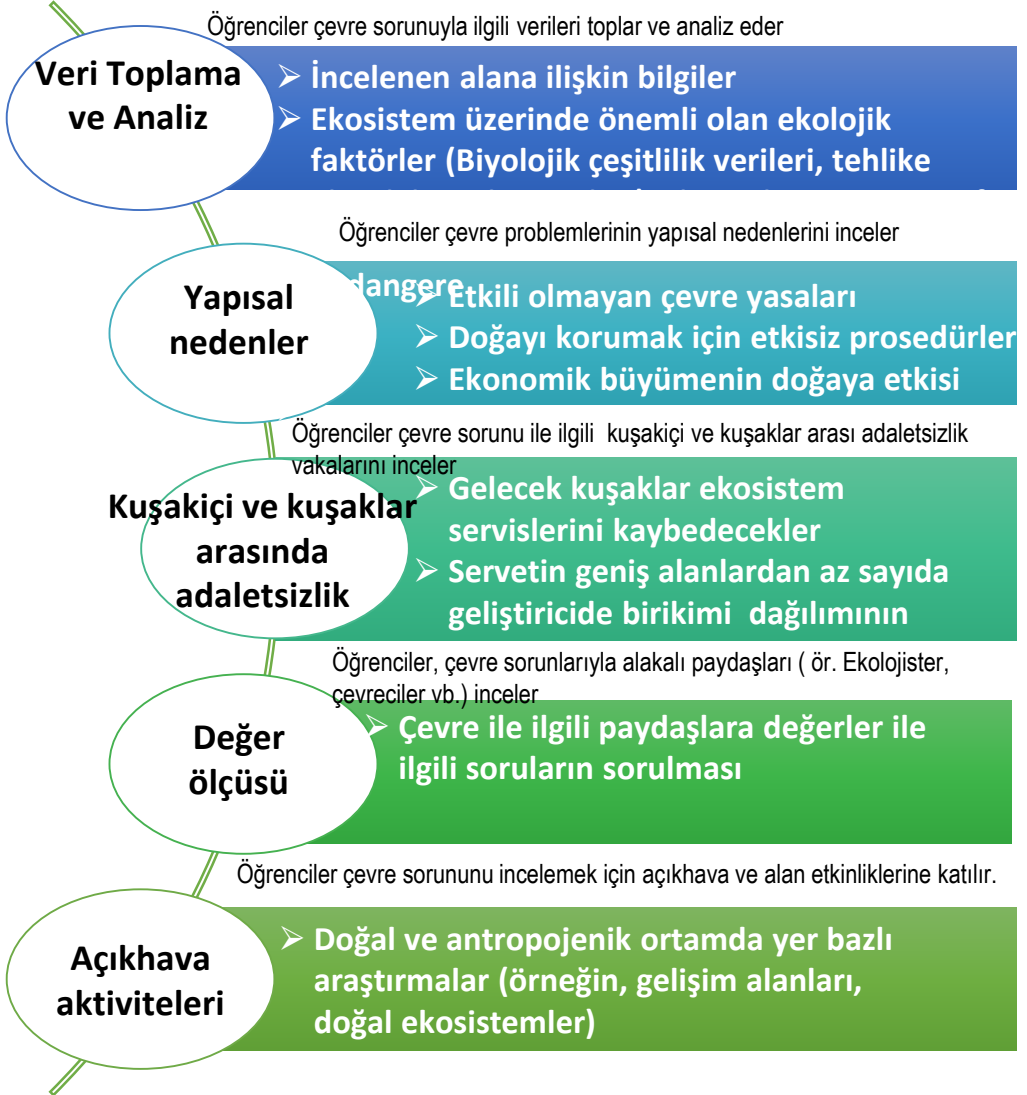 Öğrenciler çevre sorunuyla ilgili verileri toplar ve analiz eder
Veri Toplama
ve Analiz
➢ İncelenen alana ilişkin bilgiler
➢ Ekosistem üzerinde önemli olan ekolojik
faktörler (Biyolojik çeşitlilik verileri, tehlike
Öğrenciler çevre problemlerinin yapısal nedenlerini inceler
Yapısal
nedenler
dangere
➢ Etkili olmayan çevre yasaları
➢ Doğayı korumak için etkisiz prosedürler
➢ Ekonomik büyümenin doğaya etkisi
Öğrenciler çevre sorunu ile ilgili kuşakiçi ve kuşaklar arası adaletsizlik
vakalarını inceler
Kuşakiçi ve kuşaklar
arasında
adaletsizlik
➢ Gelecek kuşaklar ekosistem
servislerini kaybedecekler
➢ Servetin geniş alanlardan az sayıda
geliştiricide birikimi dağılımının
Öğrenciler, çevre sorunlarıyla alakalı paydaşları ( ör. Ekolojister,
çevreciler vb.) inceler
Değer
ölçüsü
➢ Çevre ile ilgili paydaşlara değerler ile
ilgili soruların sorulması
Öğrenciler çevre sorununu incelemek için açıkhava ve alan etkinliklerine katılır.
Açıkhava
aktiviteleri
➢ Doğal ve antropojenik ortamda yer bazlı
araştırmalar (örneğin, gelişim alanları,
doğal ekosistemler)